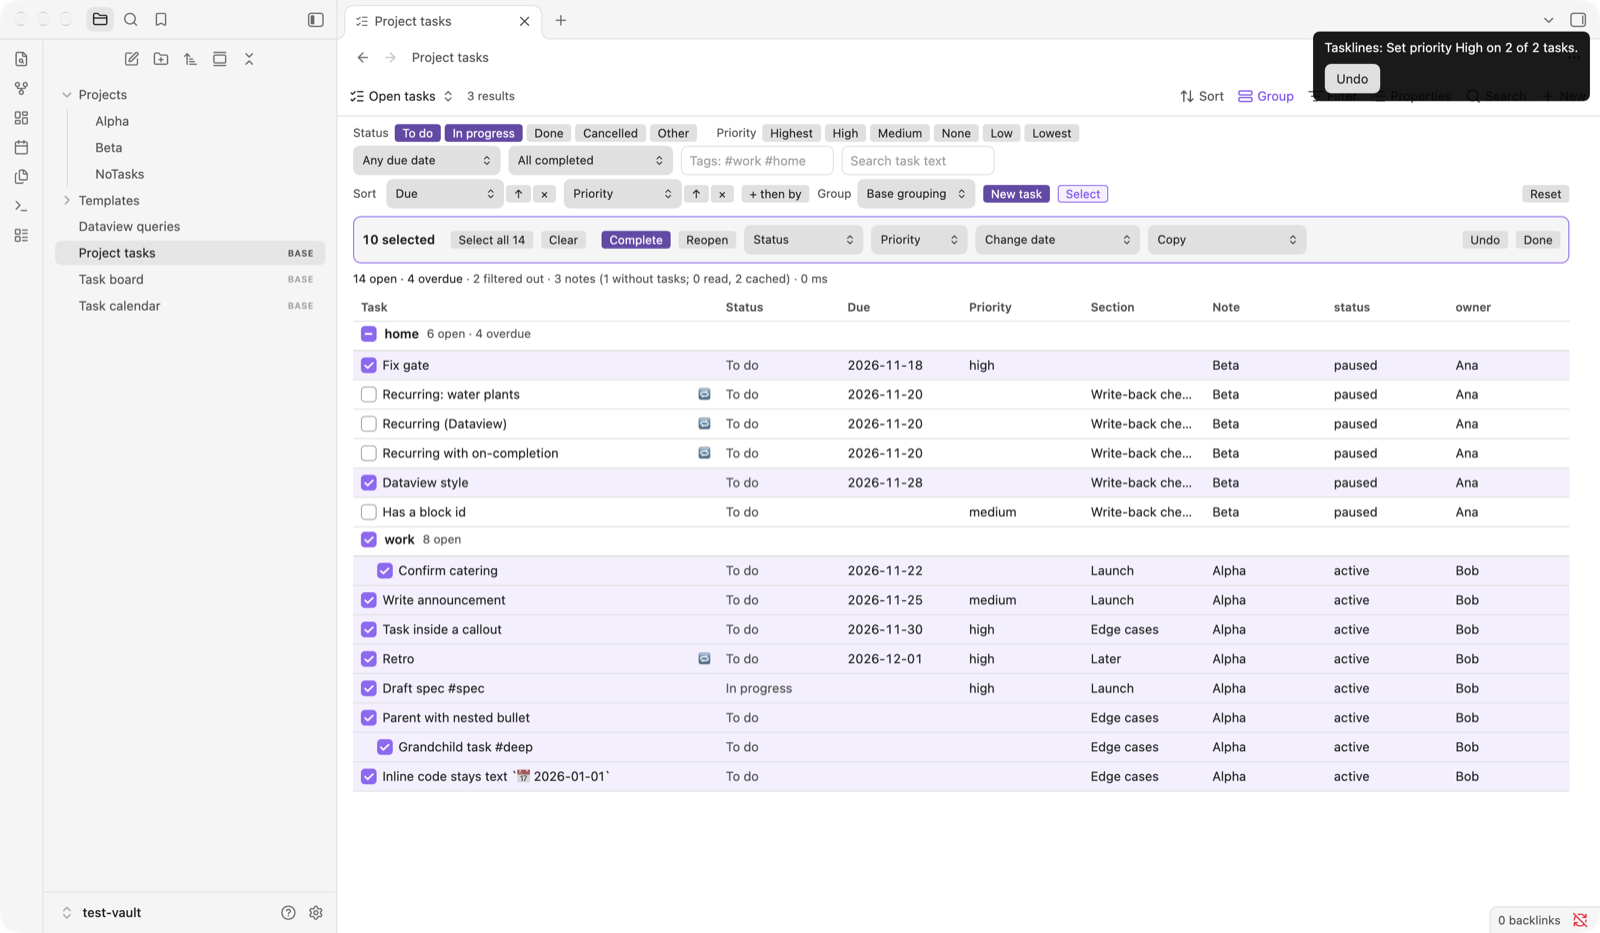 Project tasks
Project tasks
Tasklines: Set priority High on 2 of 2 tasks.
Undo
Open tasks
3 results
Sort
Group
Filter
Properties
Search
New
Projects
Alpha
Beta
NoTasks
Templates
Dataview queries
Project tasks BASE
Task board BASE
Task calendar BASE
test-vault
Status To do In progress Done Cancelled Other Priority Highest High Medium None Low Lowest
Any due date All completed Tags: #work #home Search task text
Sort Due ↑ × Priority ↑ × + then by Group Base grouping New task Select Reset
10 selected Select all 14 Clear Complete Reopen Status Priority Change date Copy Undo Done
14 open · 4 overdue · 2 filtered out · 3 notes (1 without tasks; 0 read, 2 cached) · 0 ms
Task Status Due Priority Section Note status owner
home 6 open · 4 overdue
Fix gate To do 2026-11-18 high Beta paused Ana
Recurring: water plants 🔁 To do 2026-11-20 Write-back che... Beta paused Ana
Recurring (Dataview) 🔁 To do 2026-11-20 Write-back che... Beta paused Ana
Recurring with on-completion 🔁 To do 2026-11-20 Write-back che... Beta paused Ana
Dataview style To do 2026-11-28 Write-back che... Beta paused Ana
Has a block id To do medium Write-back che... Beta paused Ana
work 8 open
Confirm catering To do 2026-11-22 Launch Alpha active Bob
Write announcement To do 2026-11-25 medium Launch Alpha active Bob
Task inside a callout To do 2026-11-30 high Edge cases Alpha active Bob
Retro 🔁 To do 2026-12-01 high Later Alpha active Bob
Draft spec #spec In progress high Launch Alpha active Bob
Parent with nested bullet To do Edge cases Alpha active Bob
Grandchild task #deep To do Edge cases Alpha active Bob
Inline code stays text `📅 2026-01-01` To do Edge cases Alpha active Bob
0 backlinks